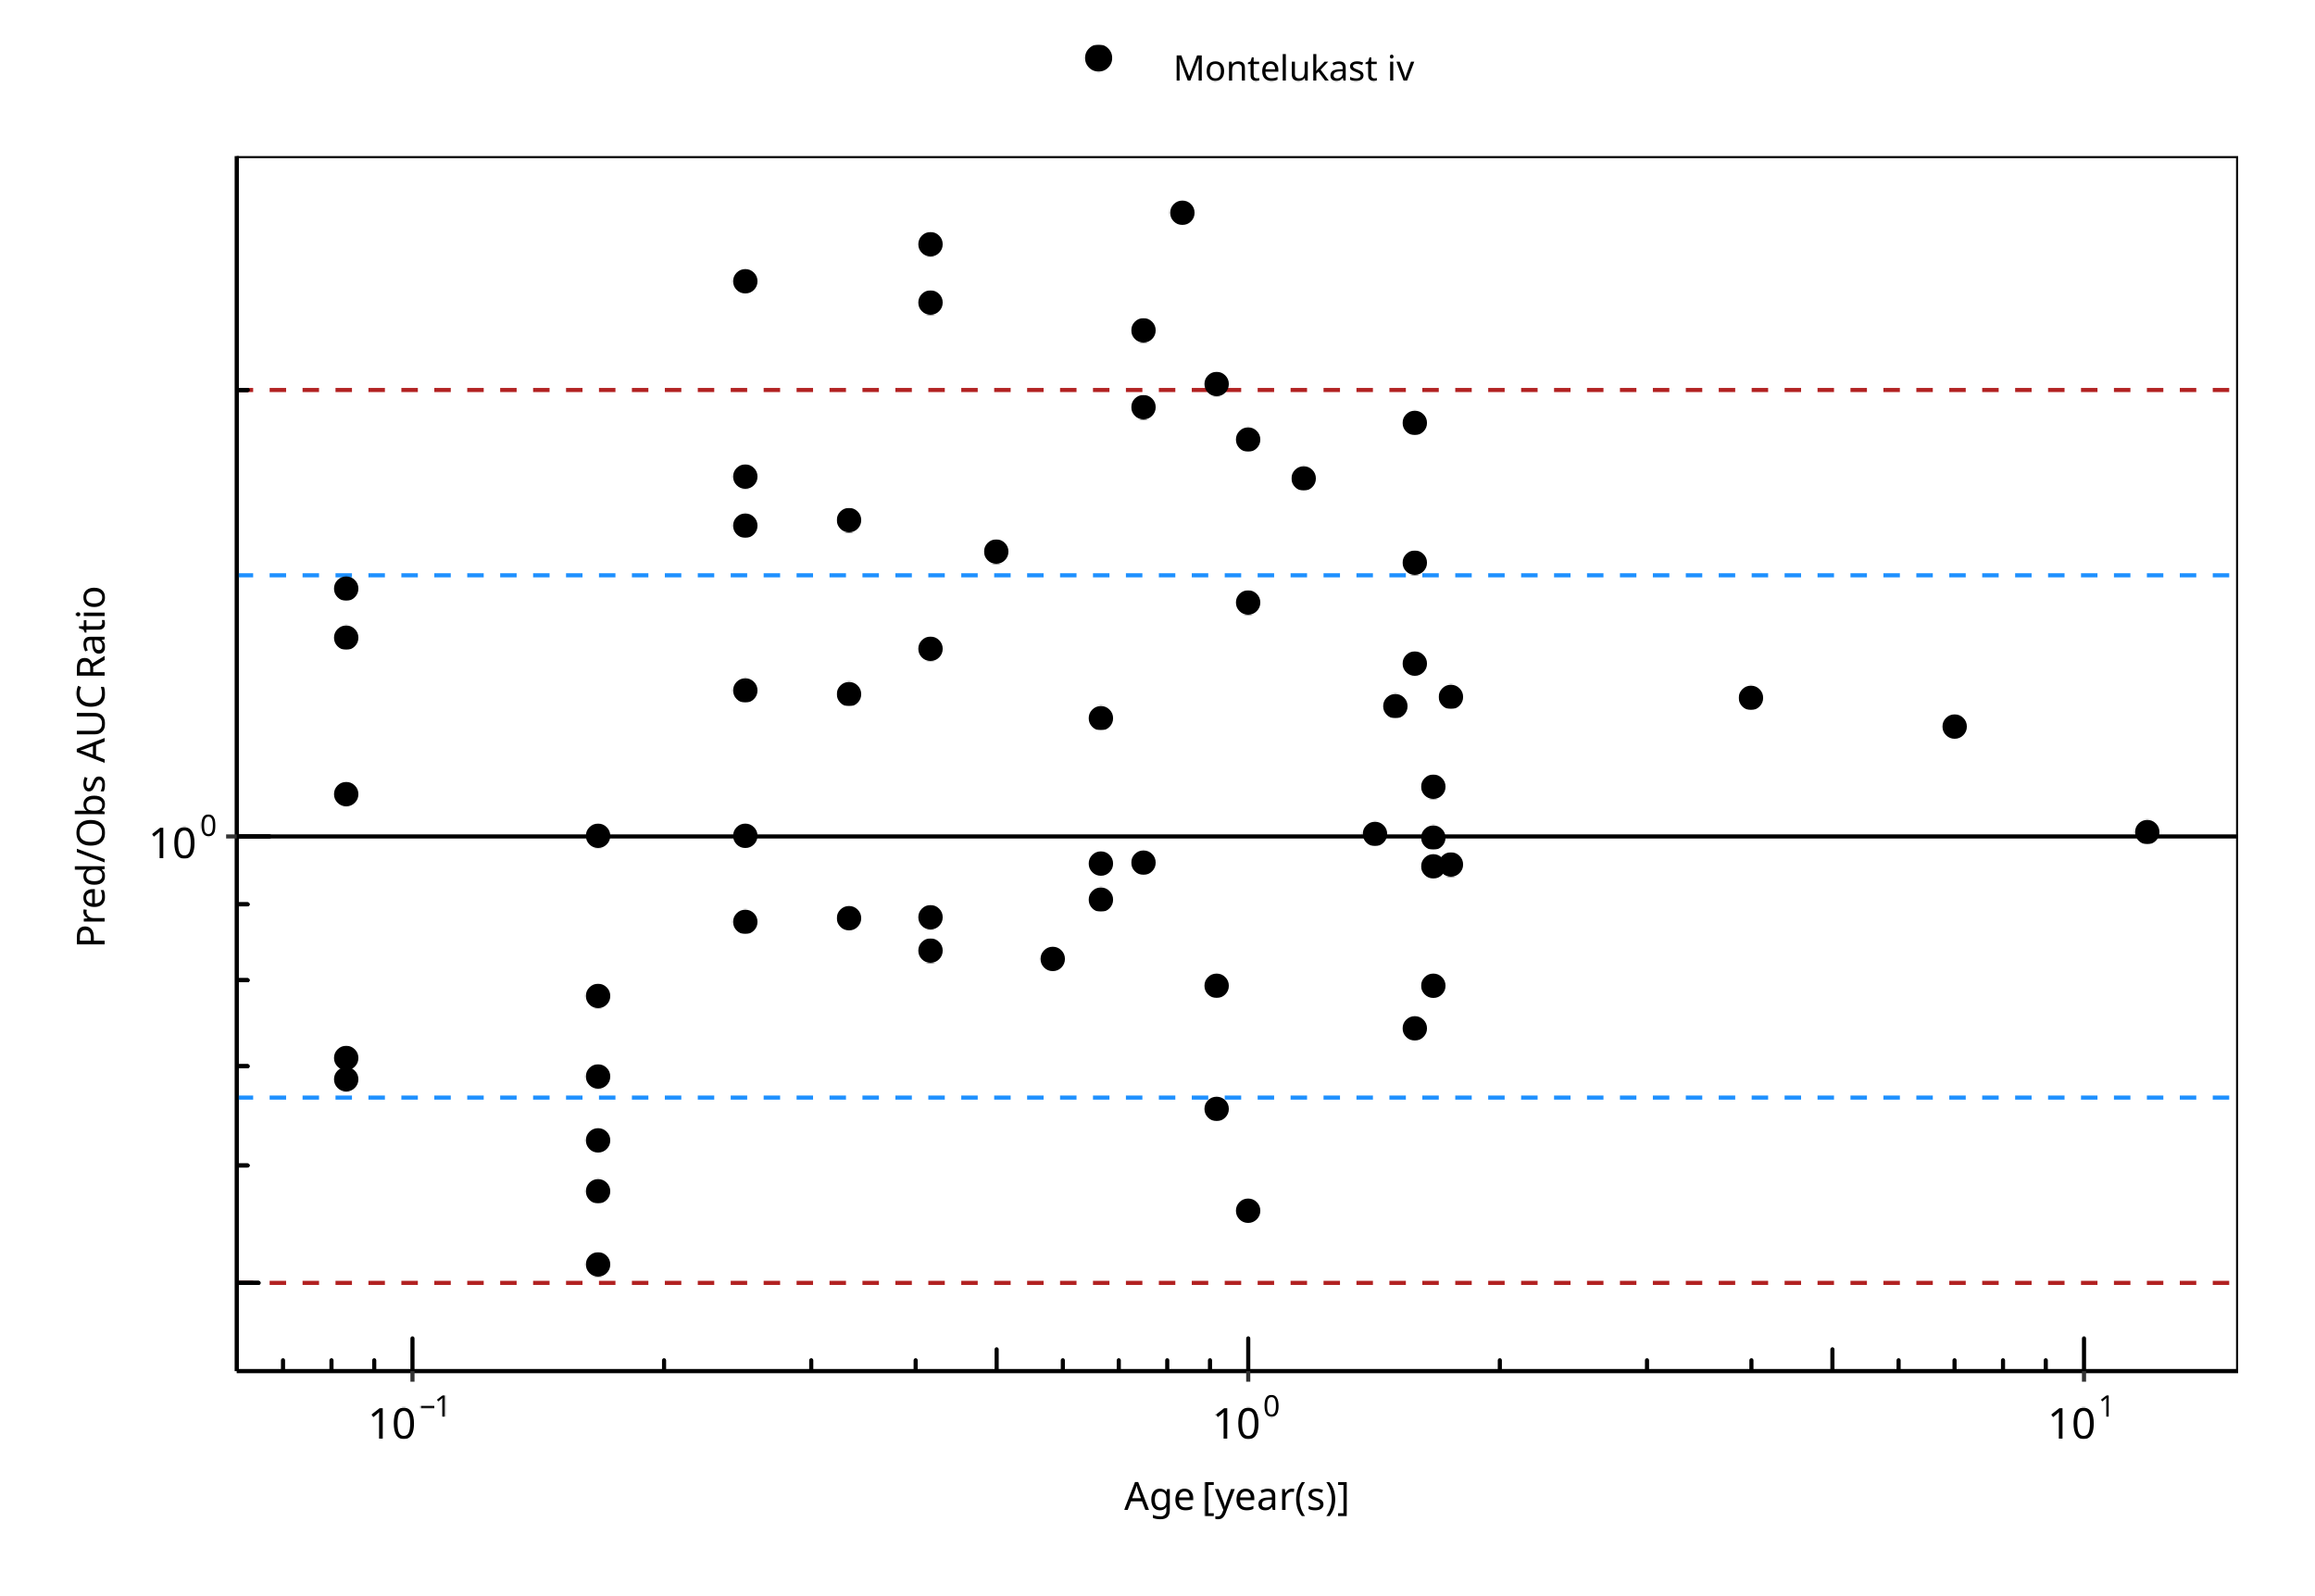 Montelukast iv
Pred/Obs AUC Ratio
10⁰
10⁻¹
10⁰
10¹
Age [year(s)]